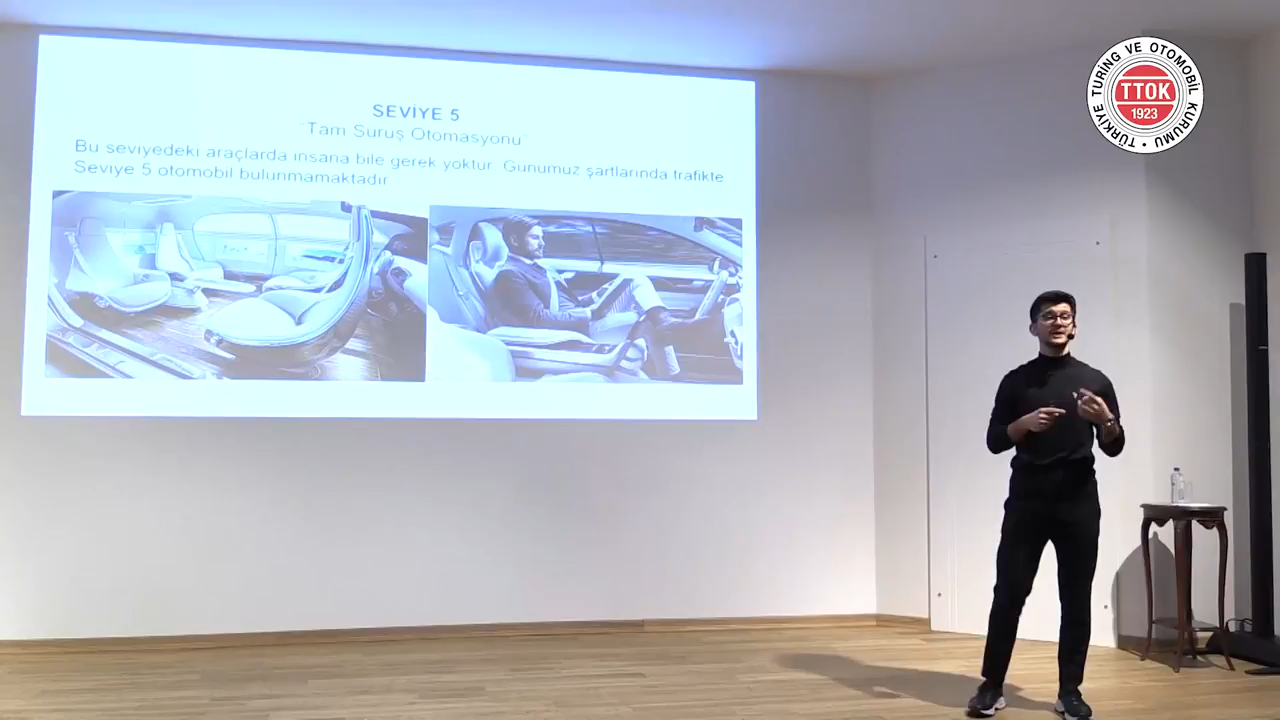 SEVİYE 5
"Tam Sürüş Otomasyonu"
Bu seviyedeki araçlarda insana bile gerek yoktur. Günümüz şartlarında trafikte
Seviye 5 otomobil bulunmamaktadır
TÜRKİYE TURİNG VE OTOMOBİL KURUMU
TTOK
1923